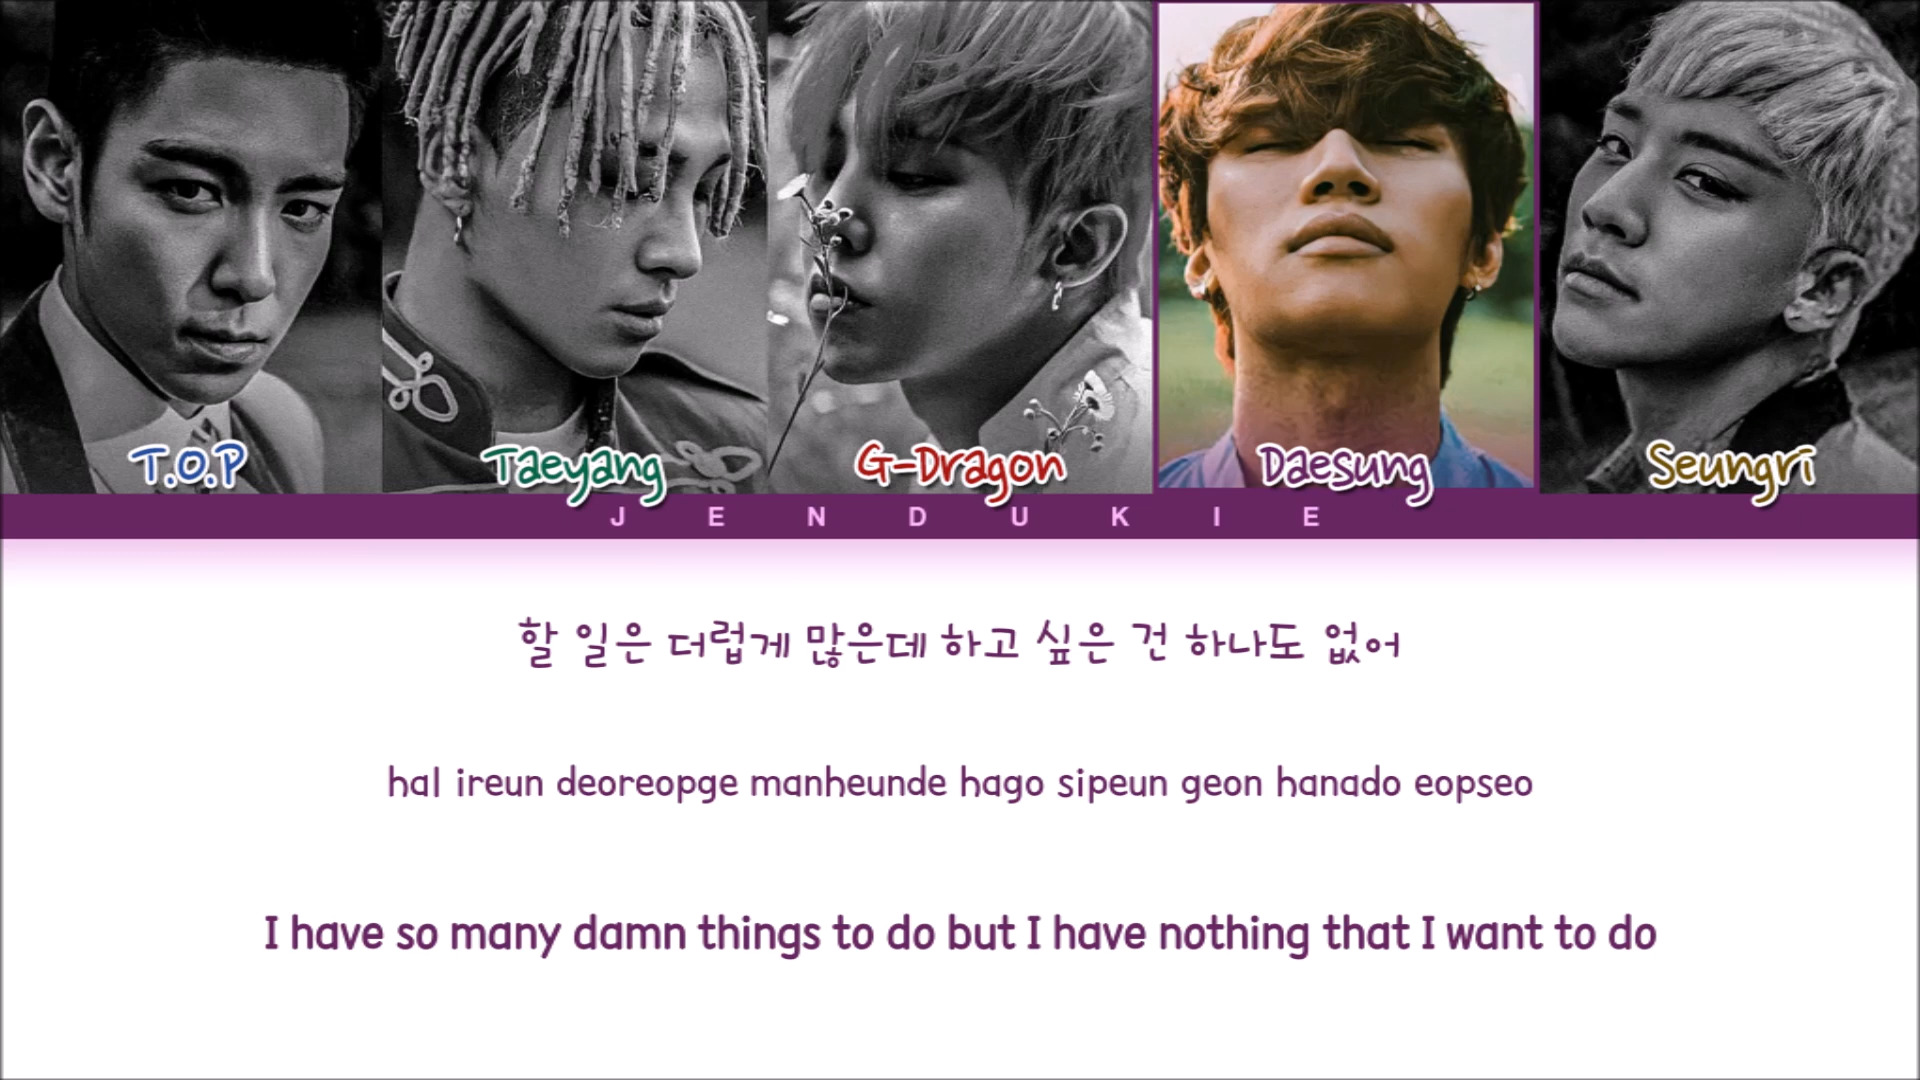 T.O.P
Taeyang
G-Dragon
Daesung
Seungri
JENDUKIE
할 일은 더럽게 많은데 하고 싶은 건 하나도 없어
hal ireun deoreopge manheunde hago sipeun geon hanado eopseo
I have so many damn things to do but I have nothing that I want to do